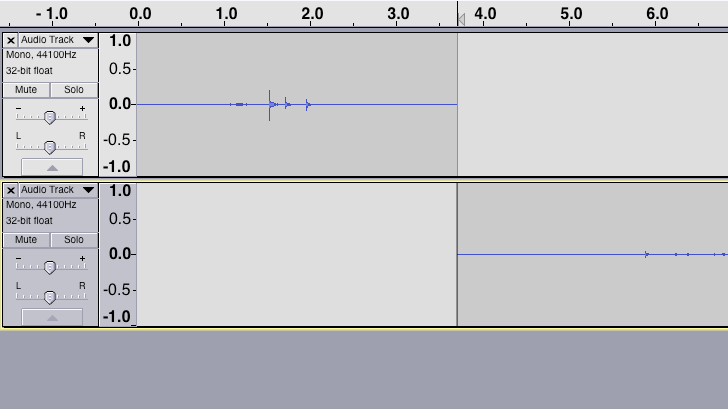 - 1.0 0.0 1.0 2.0 3.0 4.0 5.0 6.0
× Audio Track 1.0
Mono, 44100Hz
32-bit float 0.5
Mute Solo
- + 0.0
L R -0.5
-1.0
× Audio Track 1.0
Mono, 44100Hz
32-bit float 0.5
Mute Solo
- + 0.0
L R -0.5
-1.0